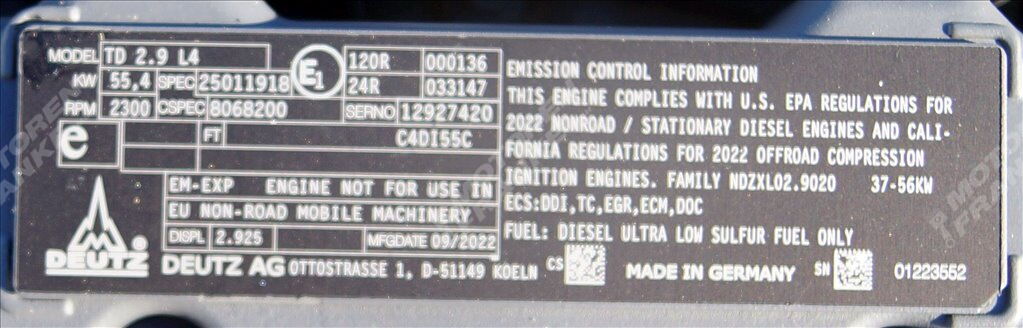 MODEL TD 2.9 L4
KW 55,4 SPEC 25011918
RPM 2300 CSPEC 8068200
E1
120R 000136
24R 033147
SERNO 12927420
e
FT C4DI55C
EM-EXP ENGINE NOT FOR USE IN
EU NON-ROAD MOBILE MACHINERY
DISPL 2.925 MFGDATE 09/2022
DEUTZ
DEUTZ AG OTTOSTRASSE 1, D-51149 KOELN
EMISSION CONTROL INFORMATION
THIS ENGINE COMPLIES WITH U.S. EPA REGULATIONS FOR
2022 NONROAD / STATIONARY DIESEL ENGINES AND CALI-
FORNIA REGULATIONS FOR 2022 OFFROAD COMPRESSION
IGNITION ENGINES. FAMILY NDZXL02.9020 37-56KW
ECS:DDI,TC,EGR,ECM,DOC
FUEL: DIESEL ULTRA LOW SULFUR FUEL ONLY
CS MADE IN GERMANY SN 01223552